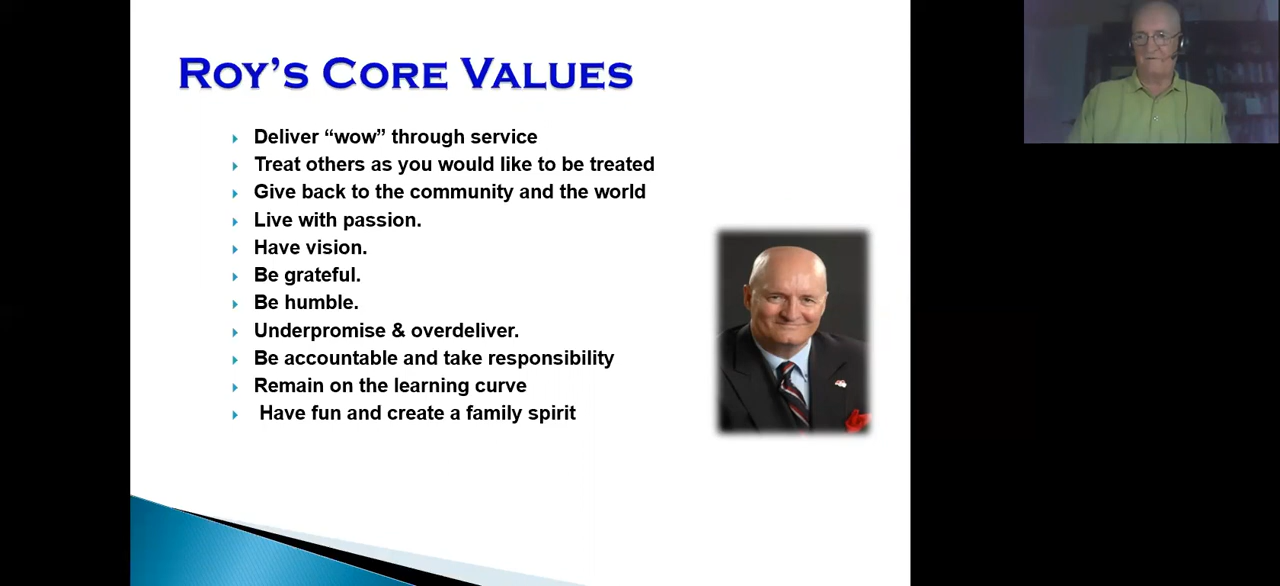 Roy's Core Values
Deliver “wow” through service
Treat others as you would like to be treated
Give back to the community and the world
Live with passion.
Have vision.
Be grateful.
Be humble.
Underpromise & overdeliver.
Be accountable and take responsibility
Remain on the learning curve
Have fun and create a family spirit